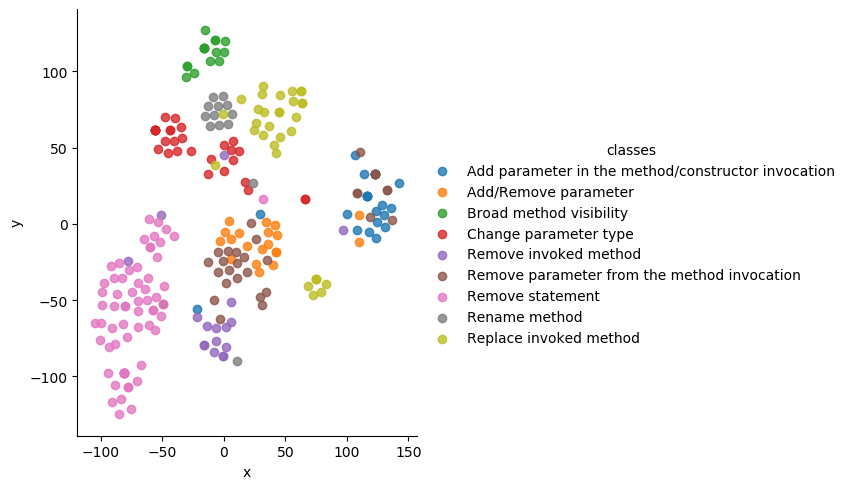 classes
Add parameter in the method/constructor invocation
Add/Remove parameter
Broad method visibility
Change parameter type
Remove invoked method
Remove parameter from the method invocation
Remove statement
Rename method
Replace invoked method
y
100
50
0
−50
−100
−100 −50 0 50 100 150
x